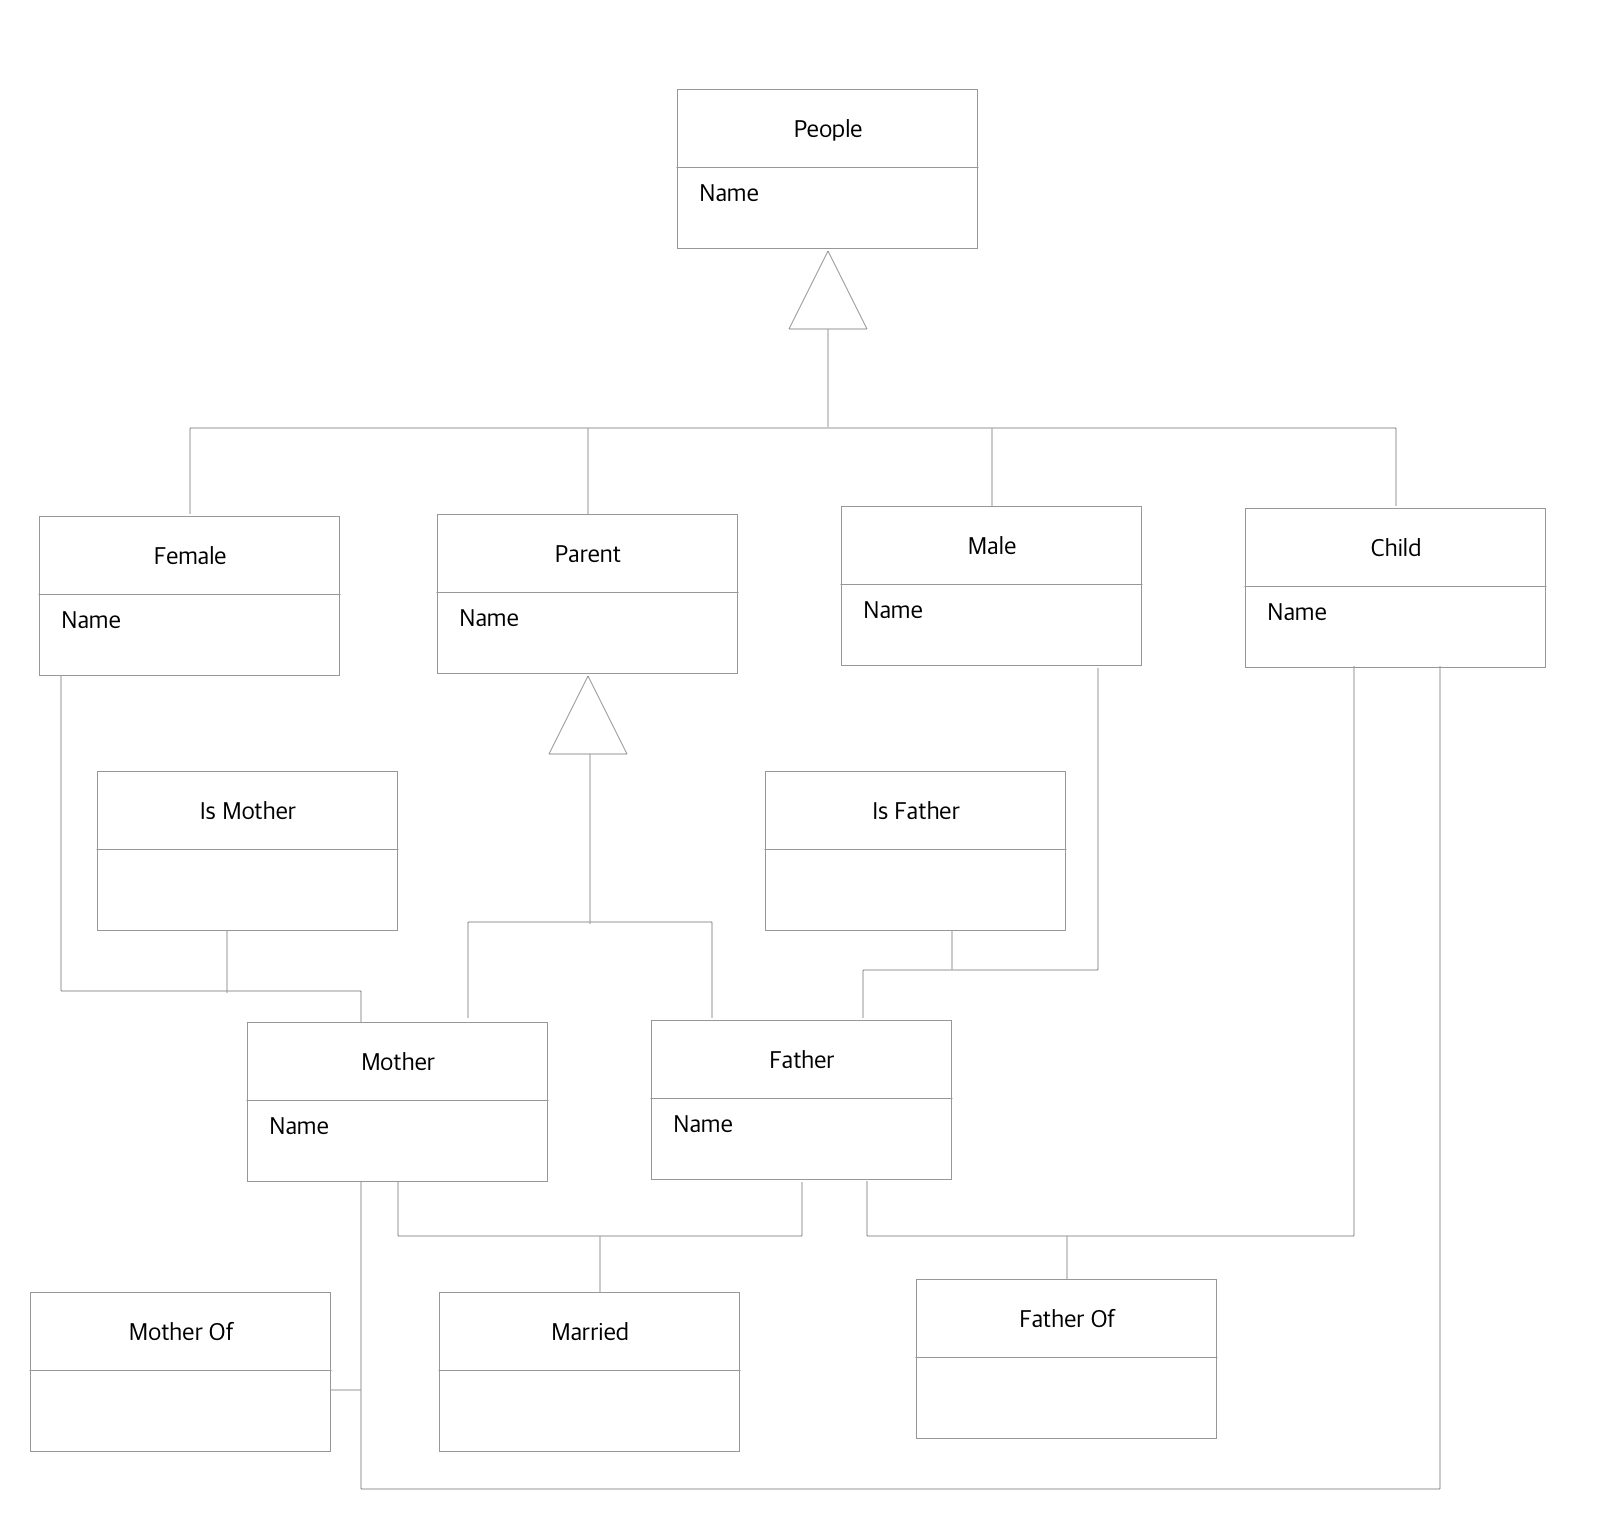 People
Name
Female
Name
Parent
Name
Male
Name
Child
Name
Is Mother
Is Father
Mother
Name
Father
Name
Mother Of
Married
Father Of